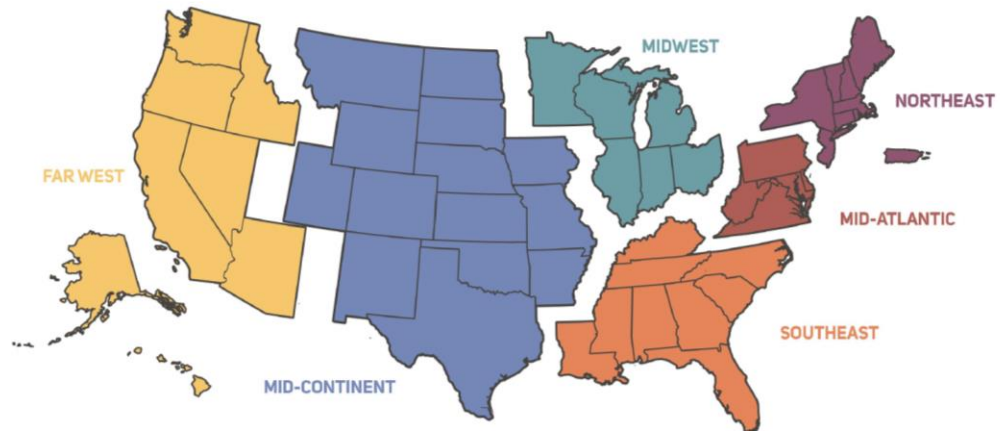 MIDWEST
NORTHEAST
FAR WEST
MID-ATLANTIC
SOUTHEAST
MID-CONTINENT